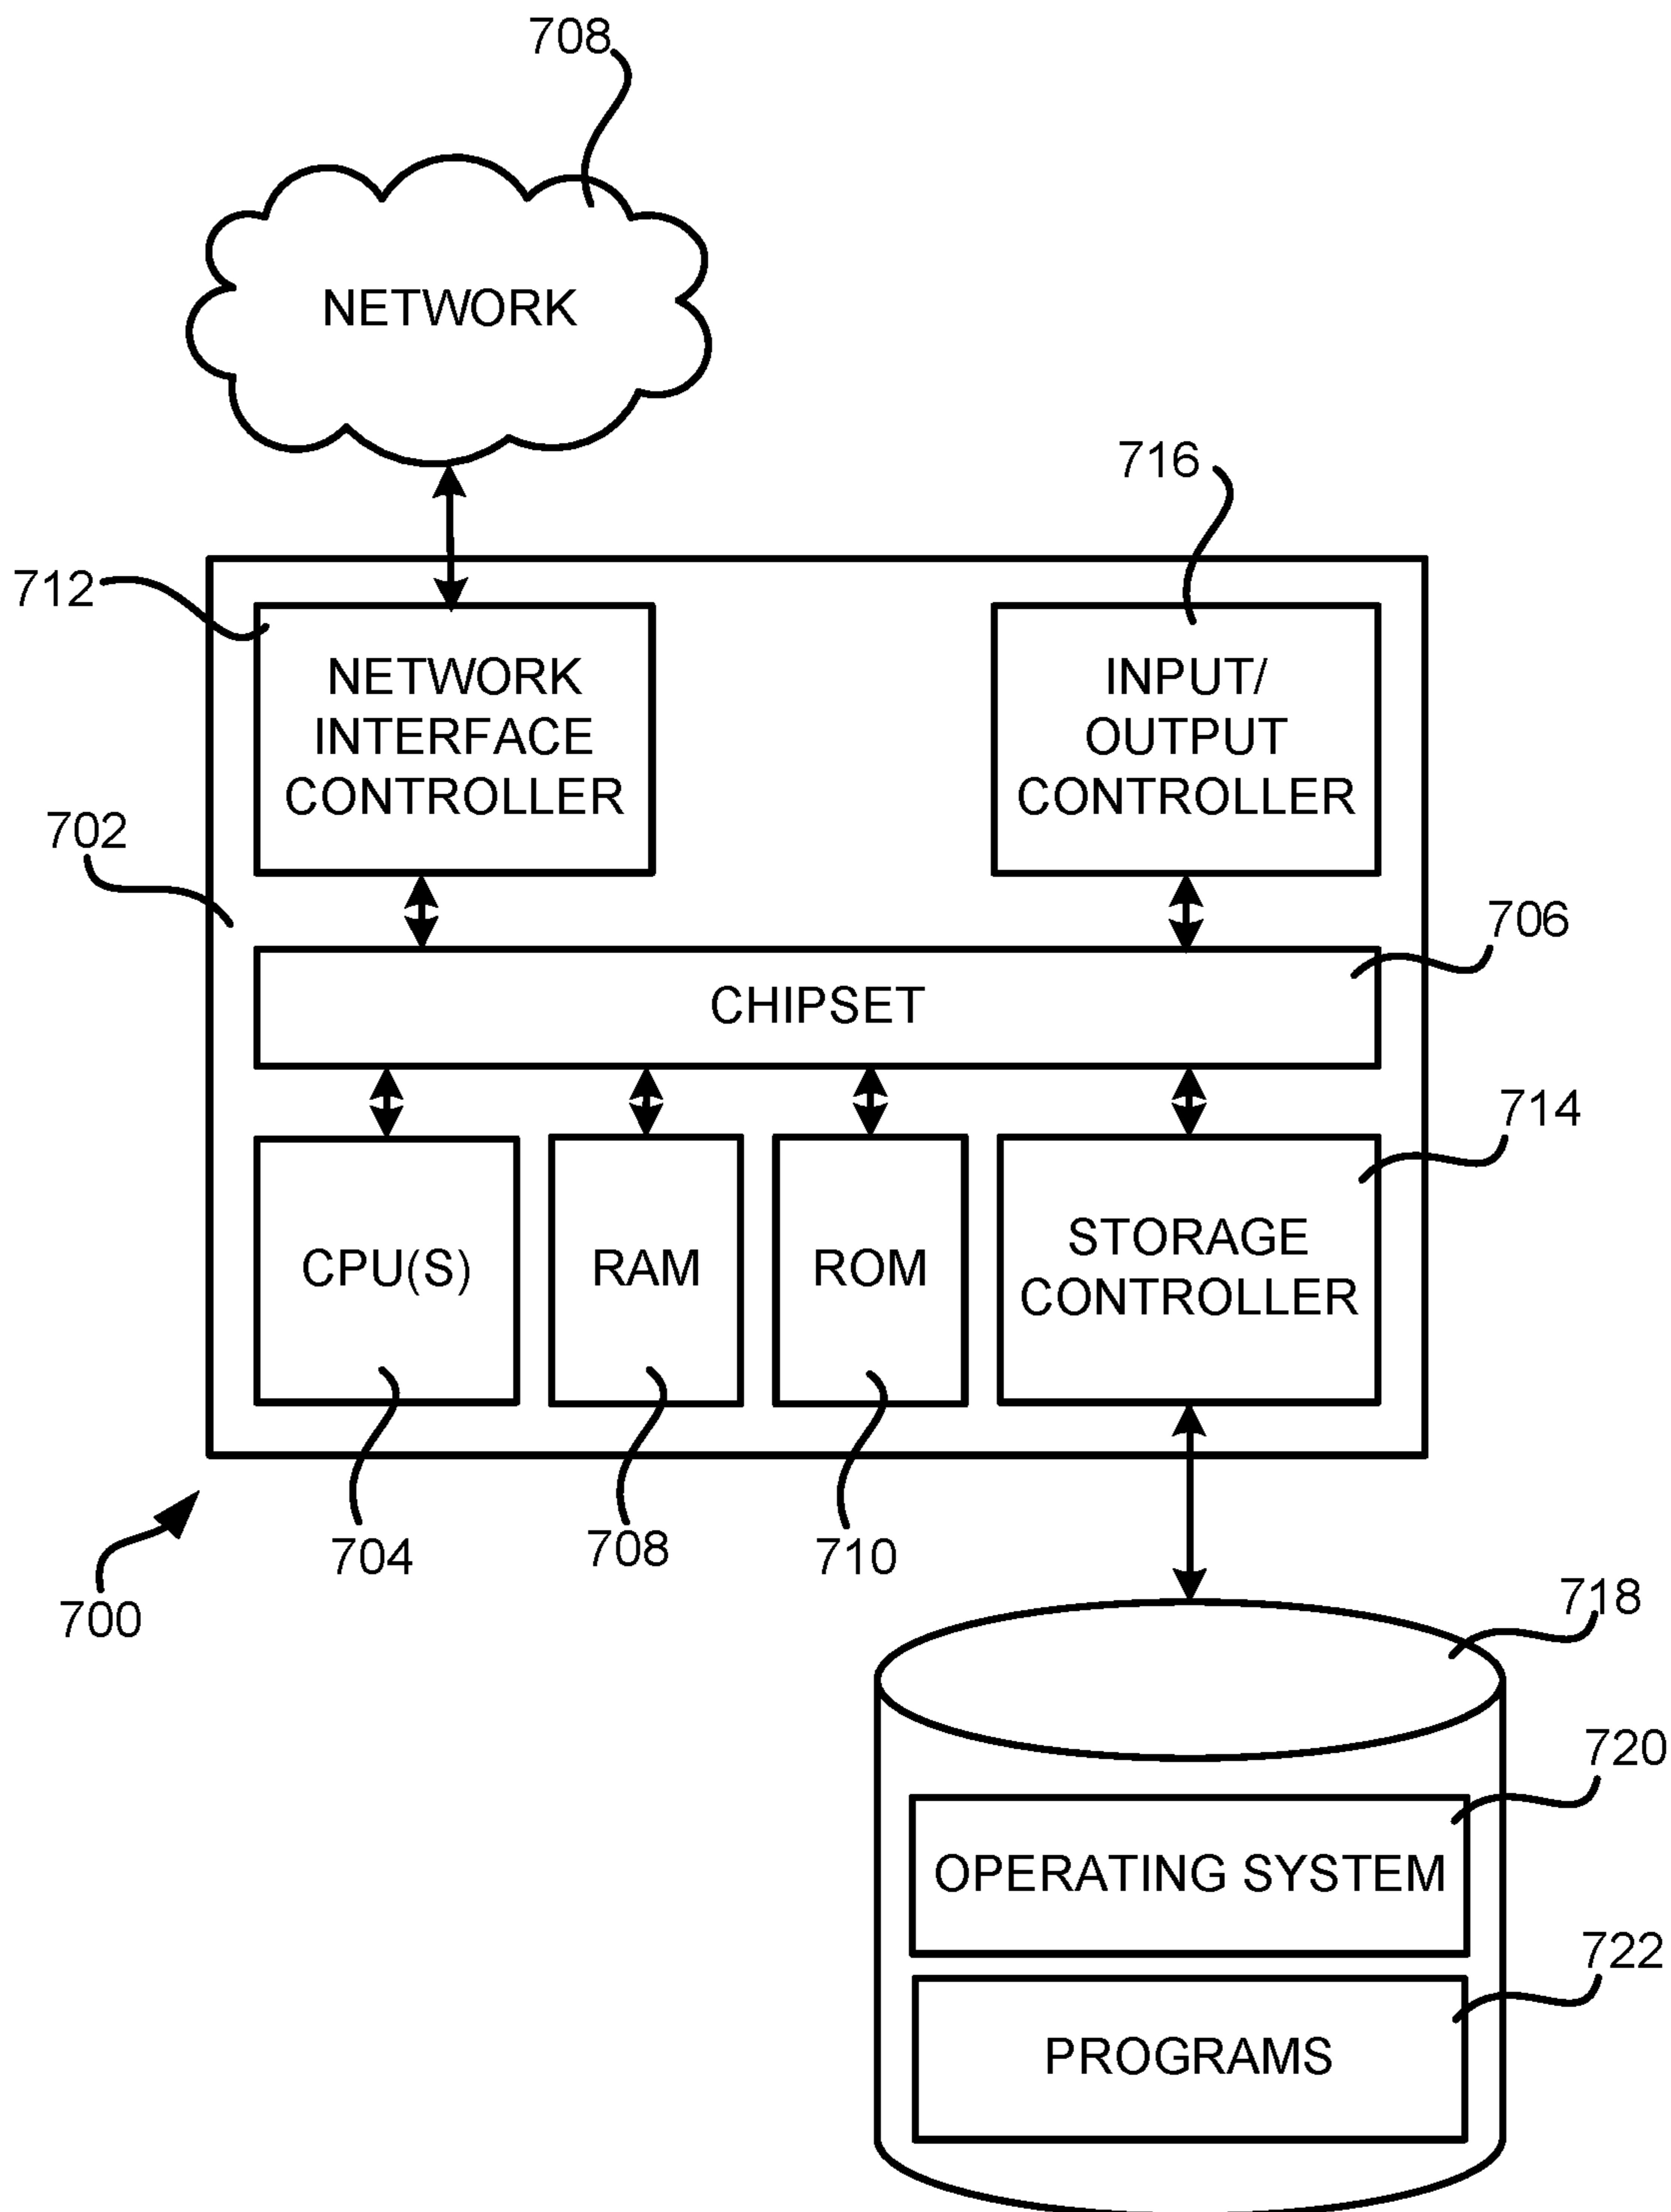 708
NETWORK
716
712
NETWORK
INTERFACE
CONTROLLER
INPUT/
OUTPUT
CONTROLLER
702
706
CHIPSET
714
CPU(S)
RAM
ROM
STORAGE
CONTROLLER
704
708
710
700
718
720
OPERATING SYSTEM
722
PROGRAMS